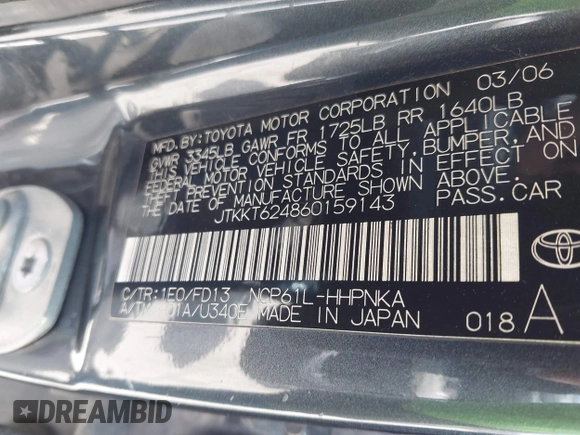 03/06
MFD.BY:TOYOTA MOTOR CORPORATION
GVWR 3345LB GAWR FR 1725LB RR 1640LB
THIS VEHICLE CONFORMS TO ALL APPLICABLE
FEDERAL MOTOR VEHICLE SAFETY,BUMPER,AND
THEFT PREVENTION STANDARDS IN EFFECT ON
THE DATE OF MANUFACTURE SHOWN ABOVE.
JTKKT624860159143 PASS.CAR
C/TR:1E0/FD13 NCP61L-HHPNKA
01A/U340E MADE IN JAPAN
018 A
DREAMBID